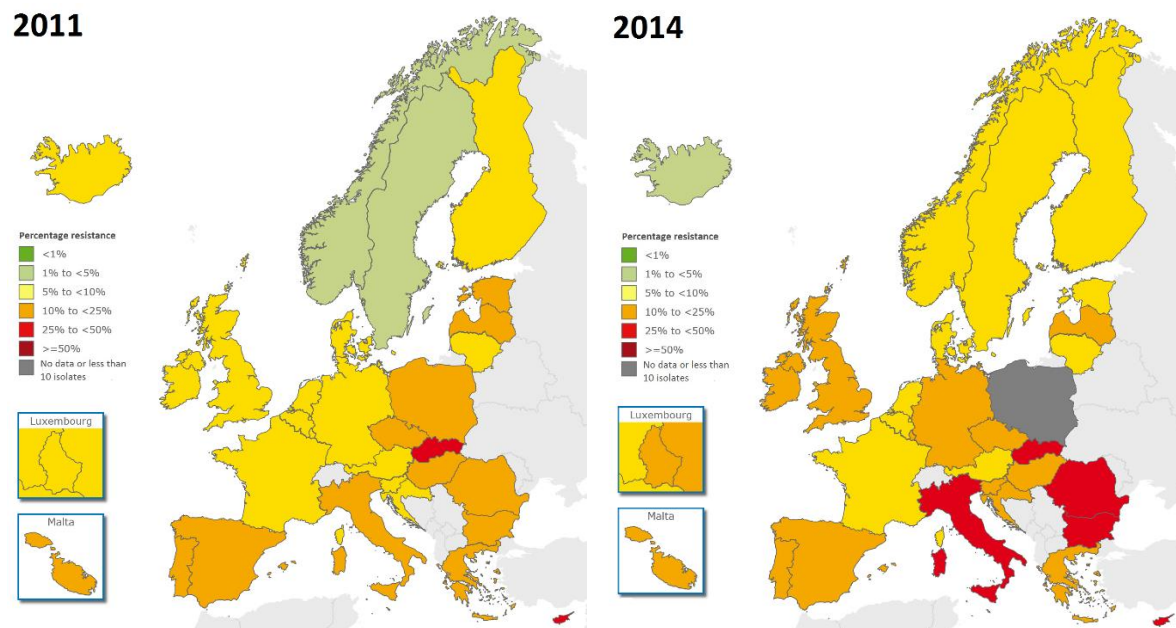 2011
Percentage resistance
<1%
1% to <5%
5% to <10%
10% to <25%
25% to <50%
>=50%
No data or less than
10 isolates
Luxembourg
Malta
2014
Percentage resistance
<1%
1% to <5%
5% to <10%
10% to <25%
25% to <50%
>=50%
No data or less than
10 isolates
Luxembourg
Malta